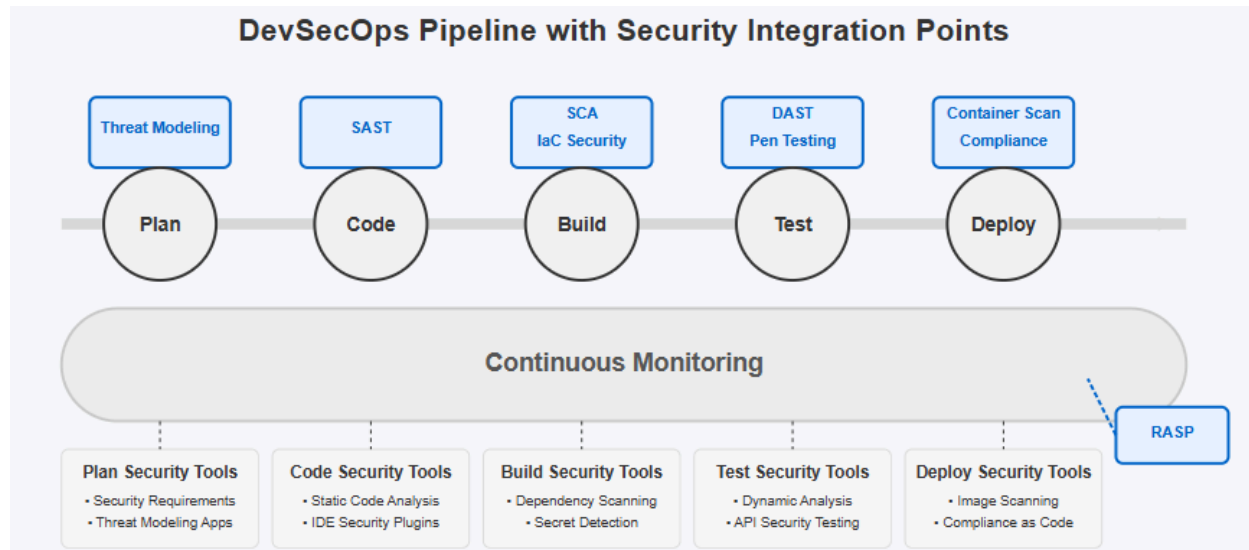 DevSecOps Pipeline with Security Integration Points
Threat Modeling
SAST
SCA
IaC Security
DAST
Pen Testing
Container Scan
Compliance
Plan
Code
Build
Test
Deploy
Continuous Monitoring
RASP
Plan Security Tools
• Security Requirements
• Threat Modeling Apps
Code Security Tools
• Static Code Analysis
• IDE Security Plugins
Build Security Tools
• Dependency Scanning
• Secret Detection
Test Security Tools
• Dynamic Analysis
• API Security Testing
Deploy Security Tools
• Image Scanning
• Compliance as Code